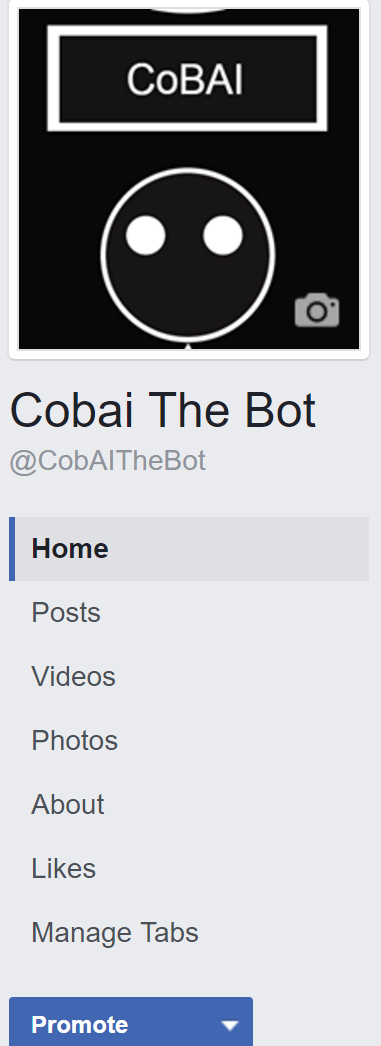 CoBAI
Cobai The Bot
@CobAITheBot
Home
Posts
Videos
Photos
About
Likes
Manage Tabs
Promote